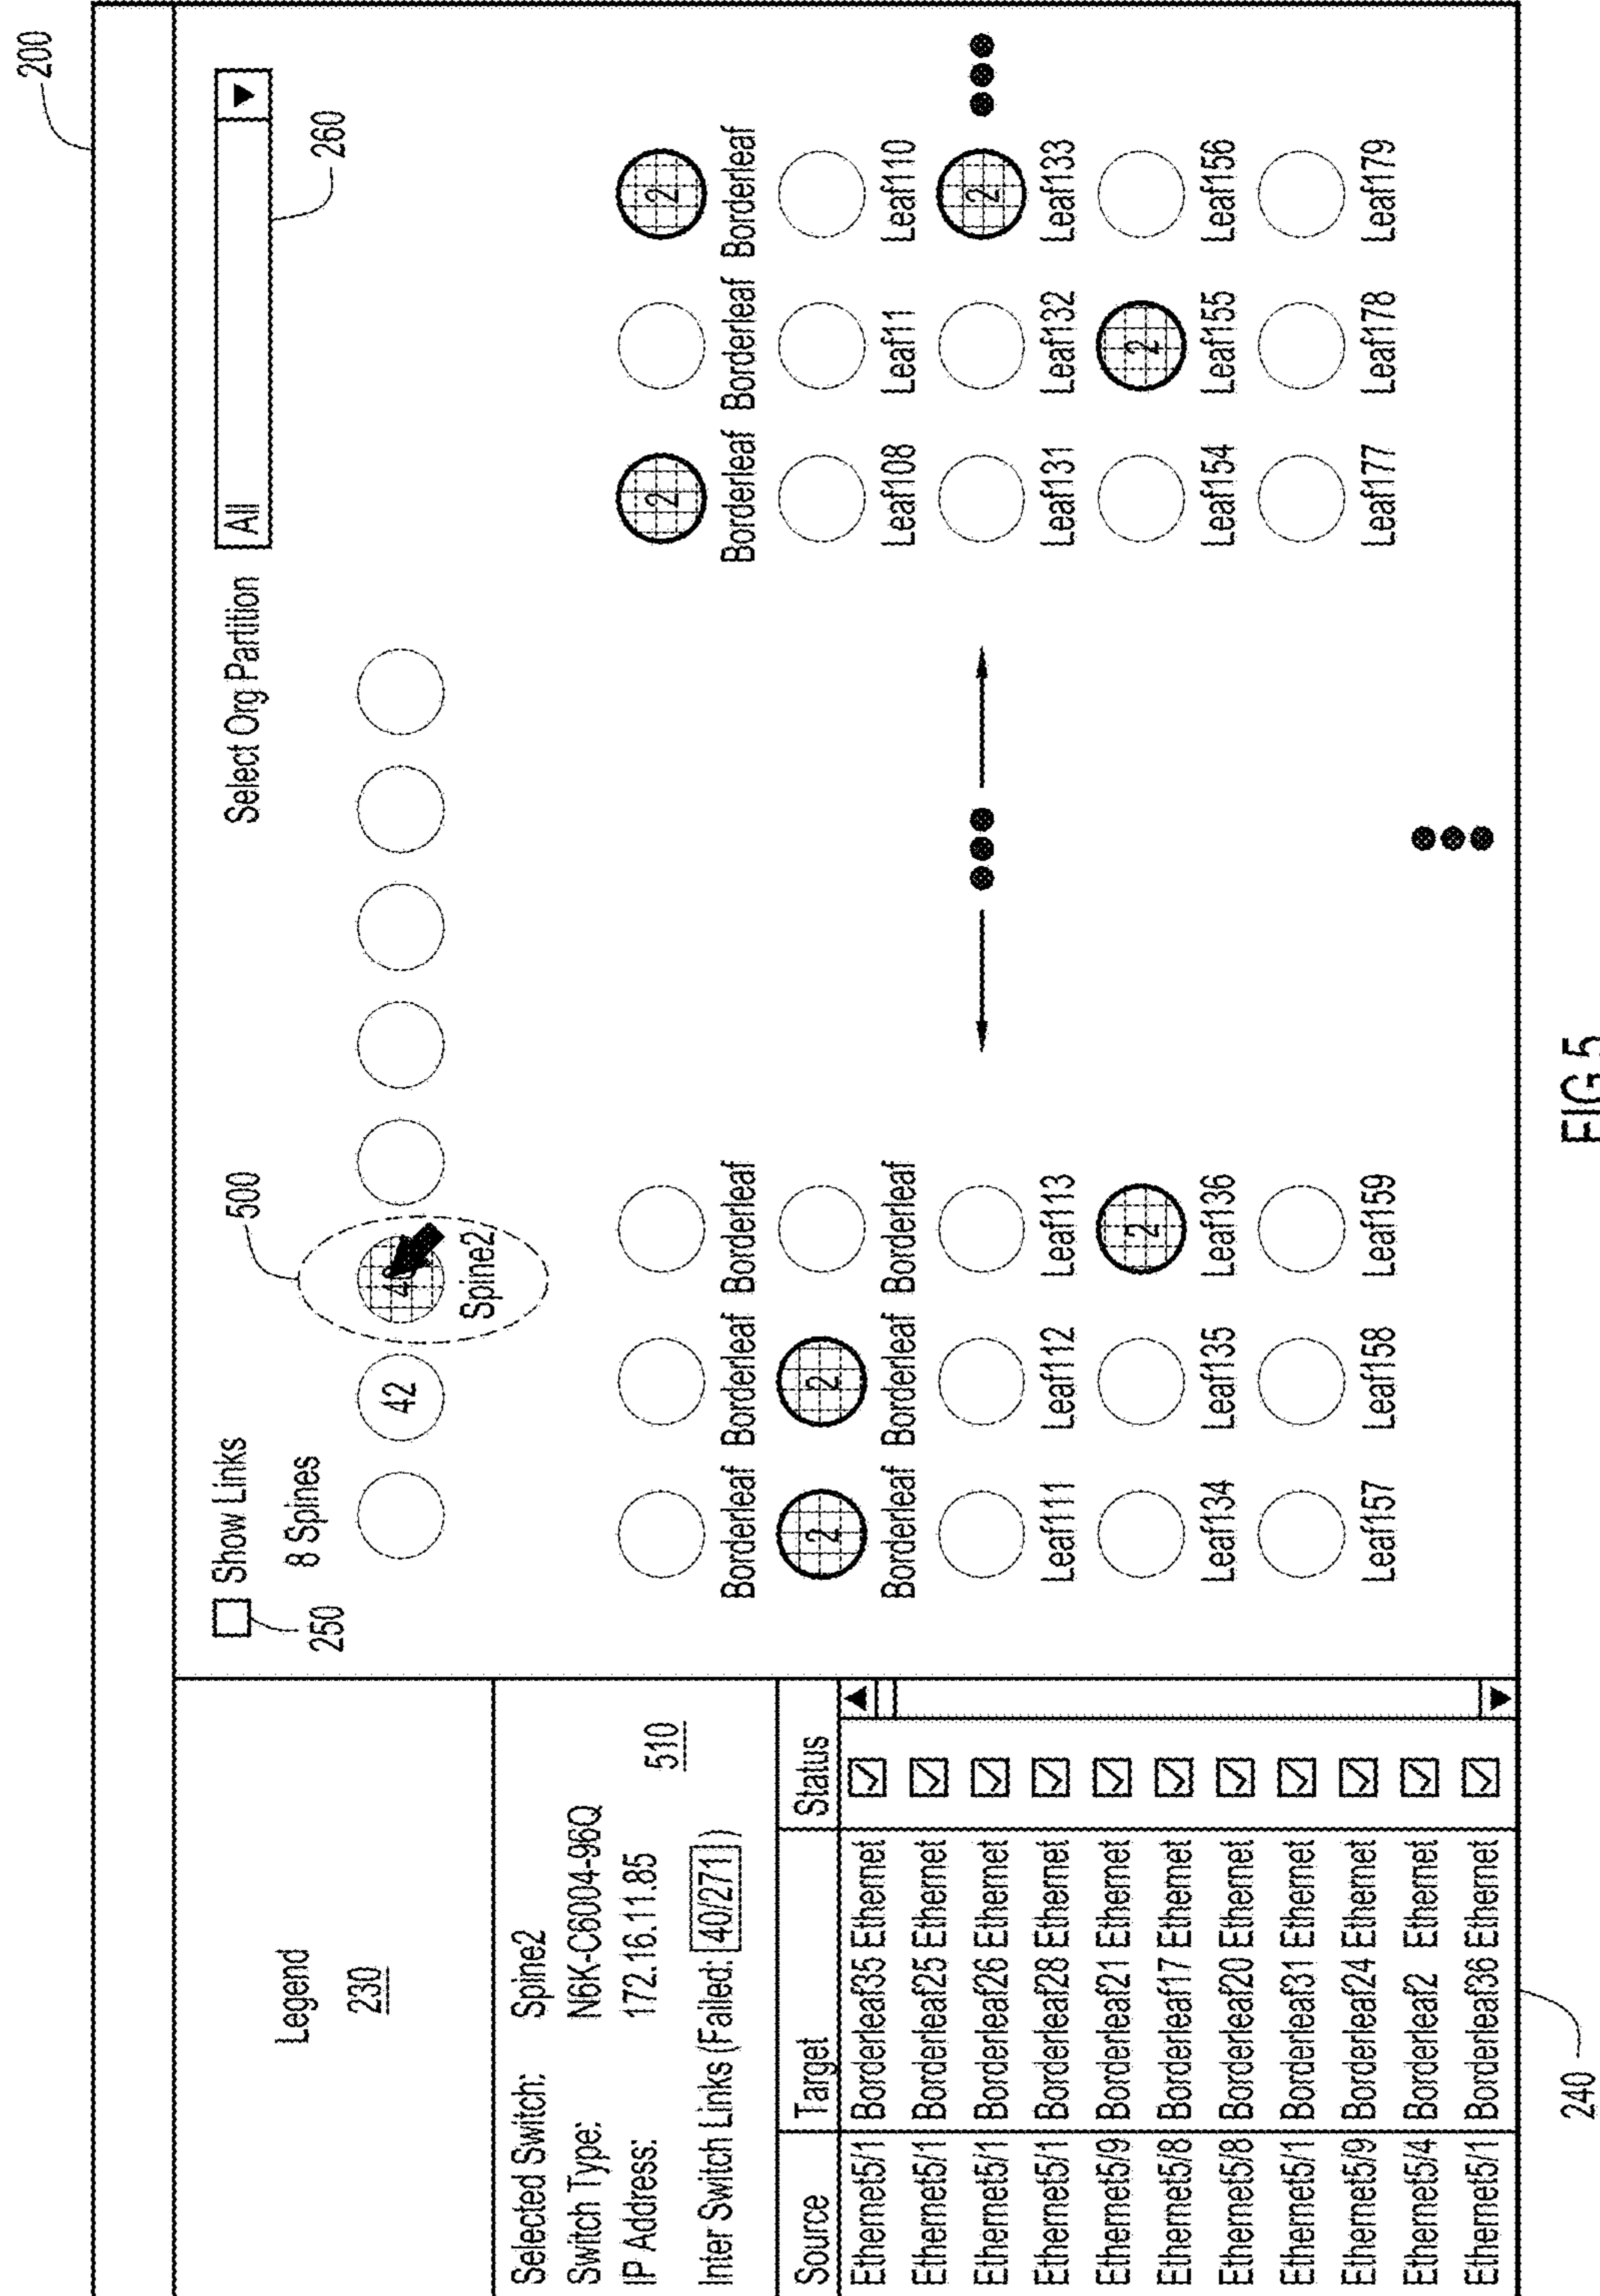 200
Legend
230
Selected Switch: Spine2
Switch Type: N6K-C6004-96Q
IP Address: 172.16.11.85
510
Inter Switch Links (Failed: 40/271)
Source Target Status
Ethernet5/1 Borderleaf35 Ethernet
Ethernet5/1 Borderleaf25 Ethernet
Ethernet5/1 Borderleaf26 Ethernet
Ethernet5/1 Borderleaf28 Ethernet
Ethernet5/9 Borderleaf21 Ethernet
Ethernet5/8 Borderleaf17 Ethernet
Ethernet5/8 Borderleaf20 Ethernet
Ethernet5/1 Borderleaf31 Ethernet
Ethernet5/9 Borderleaf24 Ethernet
Ethernet5/4 Borderleaf2 Ethernet
Ethernet5/1 Borderleaf36 Ethernet
240
Show Links
250
8 Spines
500
Select Org Partition All
260
42
Spine2
2 2
Borderleaf Borderleaf Borderleaf Borderleaf Borderleaf Borderleaf
2 2
Borderleaf Borderleaf Borderleaf Leaf108 Leaf11 Leaf110
2
Leaf111 Leaf112 Leaf113 Leaf131 Leaf132 Leaf133
2 2
Leaf134 Leaf135 Leaf136 Leaf154 Leaf155 Leaf156
Leaf157 Leaf158 Leaf159 Leaf177 Leaf178 Leaf179
FIG.5